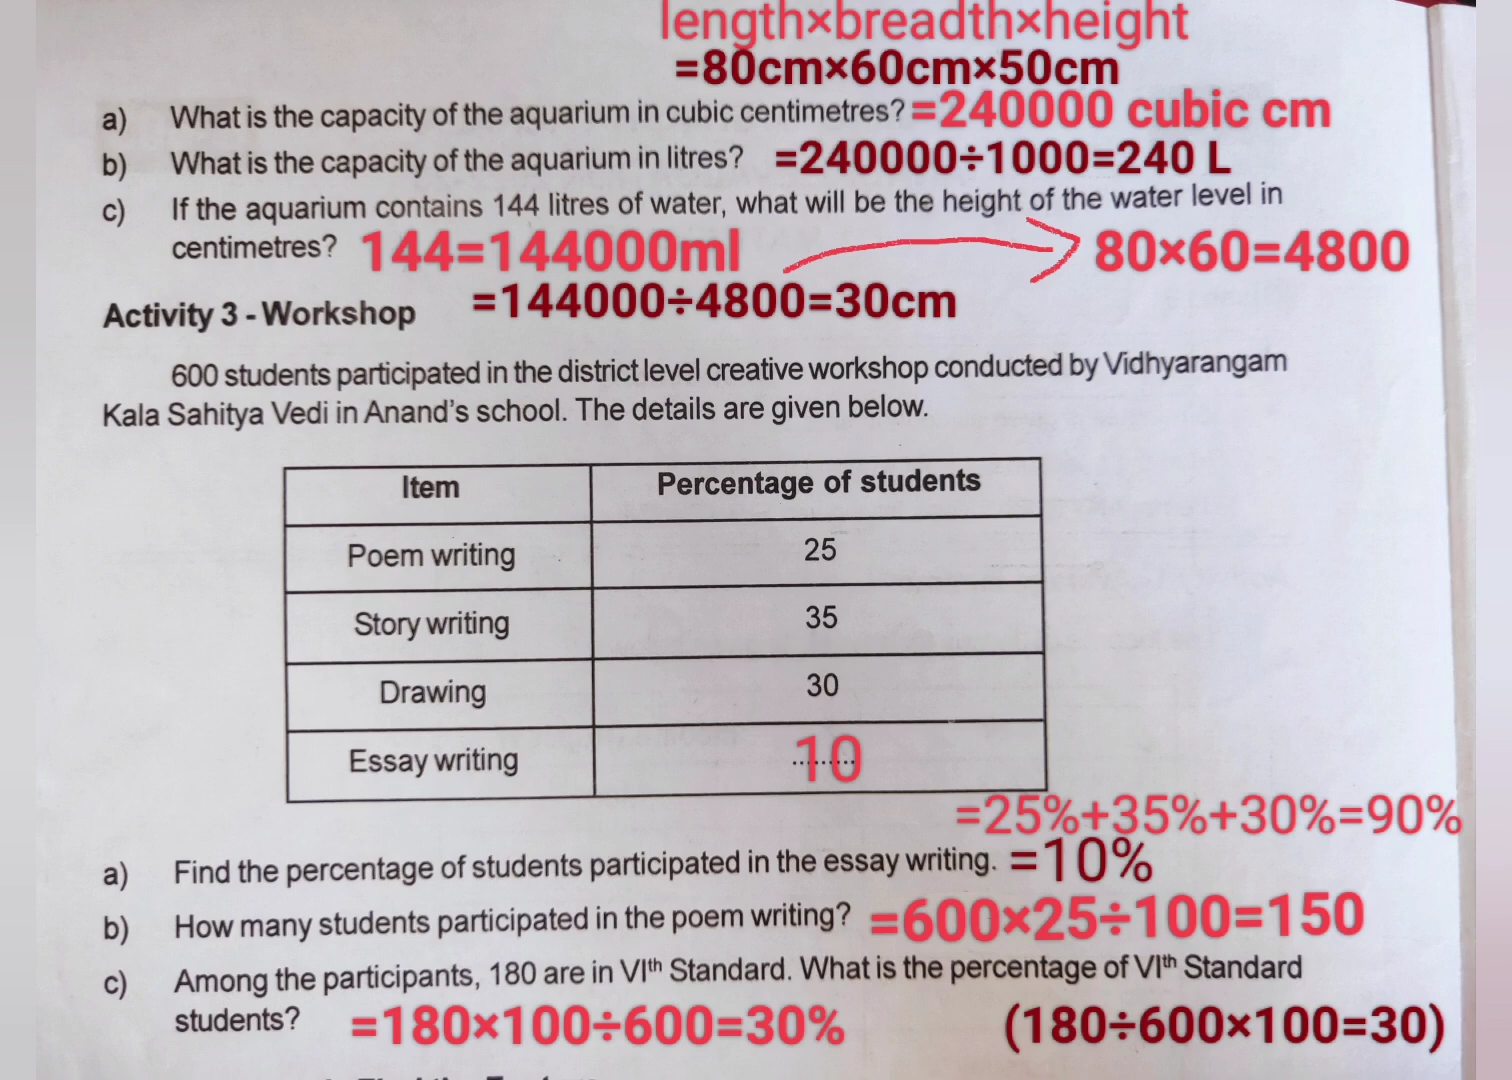 length×breadth×height
=80cm×60cm×50cm
a) What is the capacity of the aquarium in cubic centimetres? =240000 cubic cm
b) What is the capacity of the aquarium in litres? =240000÷1000=240 L
c) If the aquarium contains 144 litres of water, what will be the height of the water level in
centimetres? 144=144000ml 80×60=4800
=144000÷4800=30cm
Activity 3 - Workshop
600 students participated in the district level creative workshop conducted by Vidhyarangam
Kala Sahitya Vedi in Anand's school. The details are given below.
Item Percentage of students
Poem writing 25
Story writing 35
Drawing 30
Essay writing 10
=25%+35%+30%=90%
a) Find the percentage of students participated in the essay writing. =10%
b) How many students participated in the poem writing? =600×25÷100=150
c) Among the participants, 180 are in VIth Standard. What is the percentage of VIth Standard
students? =180×100÷600=30% (180÷600×100=30)